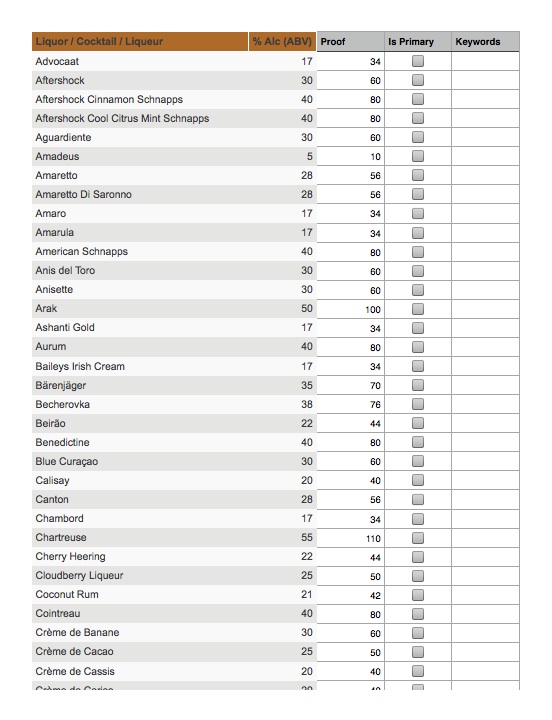 Liquor / Cocktail / Liqueur % Alc (ABV) Proof Is Primary Keywords
Advocaat 17 34
Aftershock 30 60
Aftershock Cinnamon Schnapps 40 80
Aftershock Cool Citrus Mint Schnapps 40 80
Aguardiente 30 60
Amadeus 5 10
Amaretto 28 56
Amaretto Di Saronno 28 56
Amaro 17 34
Amarula 17 34
American Schnapps 40 80
Anis del Toro 30 60
Anisette 30 60
Arak 50 100
Ashanti Gold 17 34
Aurum 40 80
Baileys Irish Cream 17 34
Bärenjäger 35 70
Becherovka 38 76
Beirão 22 44
Benedictine 40 80
Blue Curaçao 30 60
Calisay 20 40
Canton 28 56
Chambord 17 34
Chartreuse 55 110
Cherry Heering 22 44
Cloudberry Liqueur 25 50
Coconut Rum 21 42
Cointreau 40 80
Crème de Banane 30 60
Crème de Cacao 25 50
Crème de Cassis 20 40